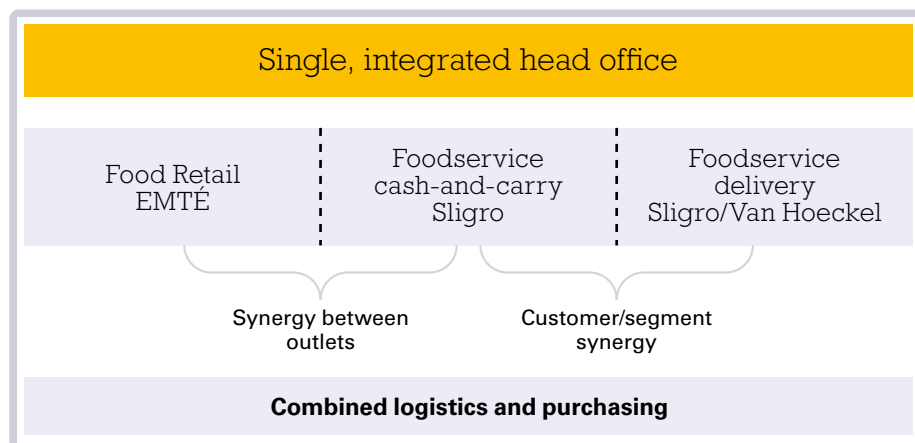 Single, integrated head office
Food Retail
EMTÉ
Foodservice
cash-and-carry
Sligro
Foodservice
delivery
Sligro/Van Hoeckel
Synergy between
outlets
Customer/segment
synergy
Combined logistics and purchasing